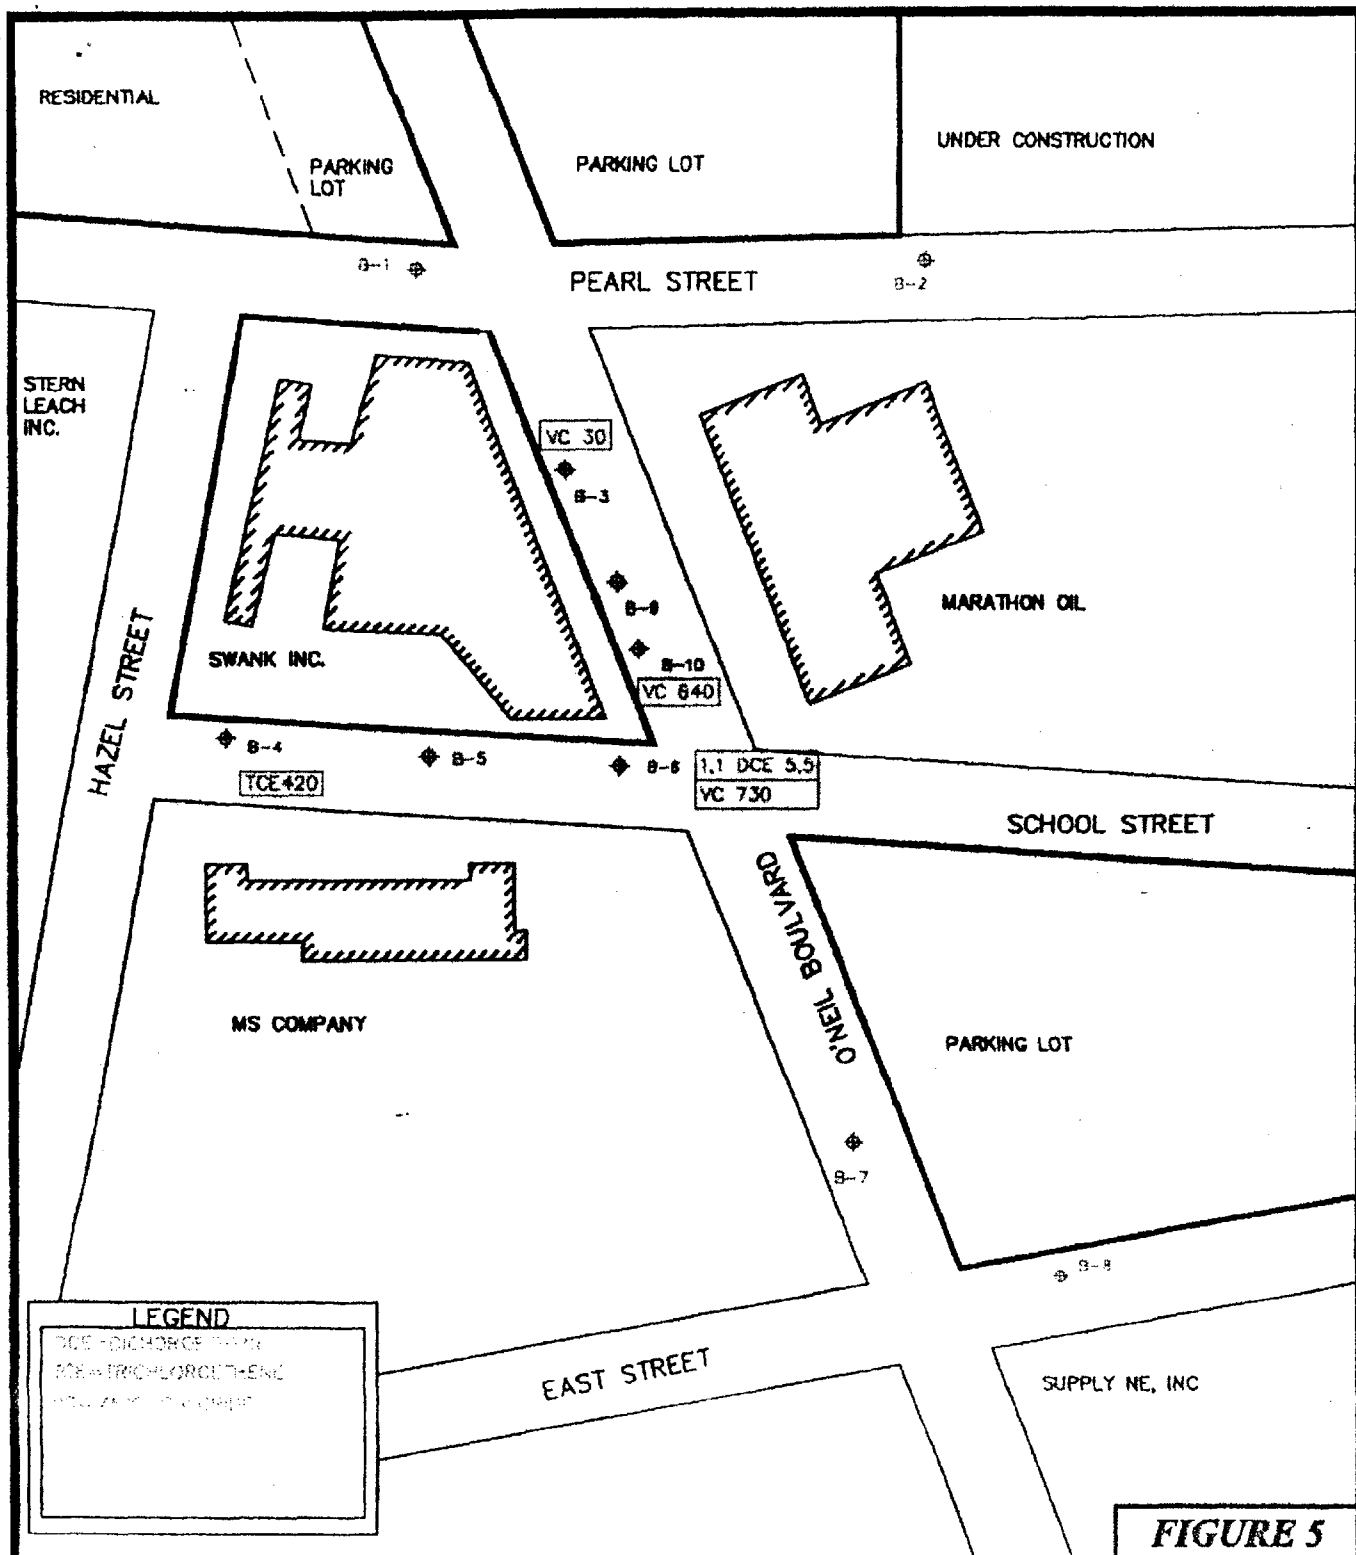 RESIDENTIAL
PARKING
LOT
PARKING LOT
UNDER CONSTRUCTION
B-1
PEARL STREET
B-2
STERN
LEACH
INC.
VC 30
B-3
B-9
MARATHON OIL
SWANK INC.
B-10
VC 840
HAZEL STREET
B-4
B-5
B-6
1,1 DCE 5,5
VC 730
TCE420
SCHOOL STREET
O'NEIL BOULVARD
MS COMPANY
PARKING LOT
B-7
B-8
LEGEND
EAST STREET
SUPPLY NE, INC
FIGURE 5